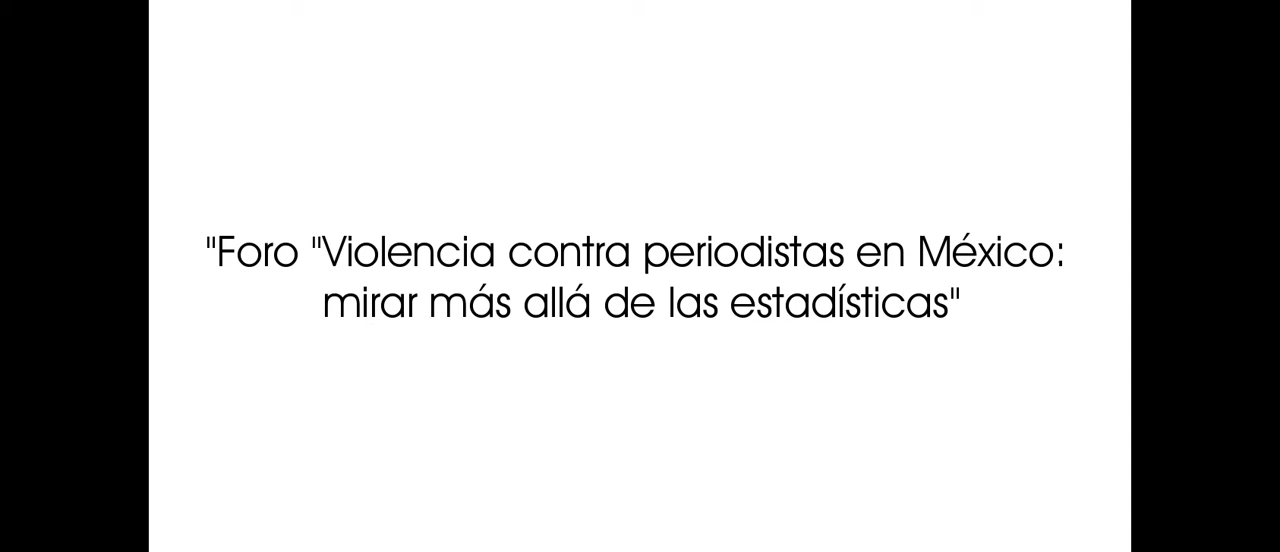 "Foro "Violencia contra periodistas en México:
mirar más allá de las estadísticas"